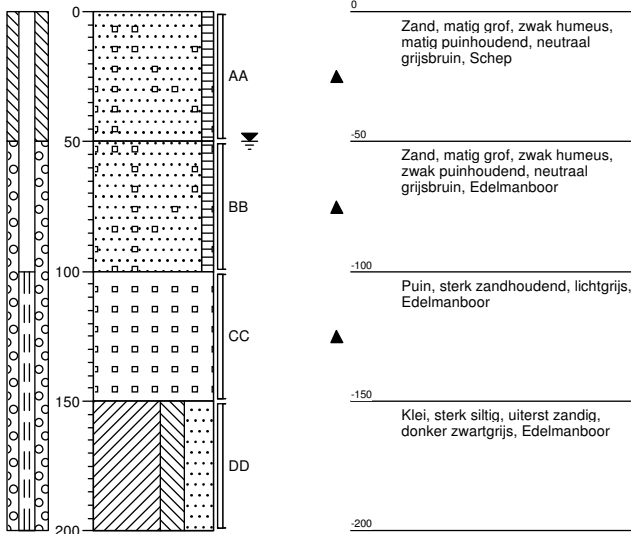 0
50
100
150
200
AA
BB
CC
DD
0
Zand, matig grof, zwak humeus,
matig puinhoudend, neutraal
grijsbruin, Schep
-50
Zand, matig grof, zwak humeus,
zwak puinhoudend, neutraal
grijsbruin, Edelmanboor
-100
Puin, sterk zandhoudend, lichtgrijs,
Edelmanboor
-150
Klei, sterk siltig, uiterst zandig,
donker zwartgrijs, Edelmanboor
-200